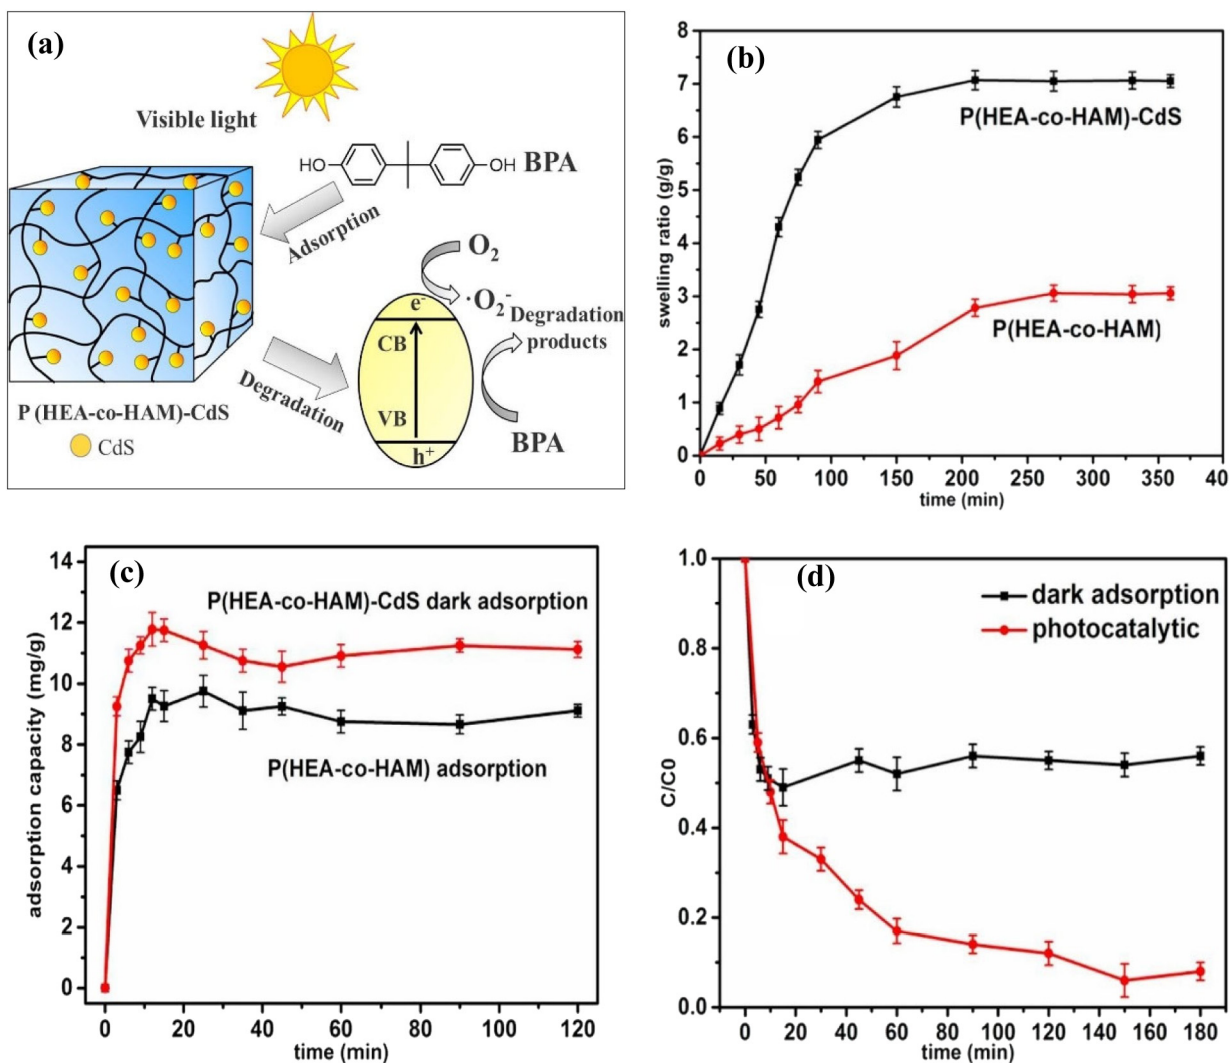 (a)
Visible light
HO
OH
BPA
Adsorption
O₂
·O₂⁻
e⁻
CB
VB
h⁺
Degradation
products
BPA
Degradation
P (HEA-co-HAM)-CdS
CdS
(b)
8
7
6
5
4
3
2
1
0
swelling ratio (g/g)
P(HEA-co-HAM)-CdS
P(HEA-co-HAM)
0 50 100 150 200 250 300 350 40
time (min)
(c)
14
12
10
8
6
4
2
0
adsorption capacity (mg/g)
P(HEA-co-HAM)-CdS dark adsorption
P(HEA-co-HAM) adsorption
0 20 40 60 80 100 120
time (min)
(d)
1.0
0.8
0.6
0.4
0.2
0.0
C/C0
dark adsorption
photocatalytic
0 20 40 60 80 100 120 140 160 180
time (min)